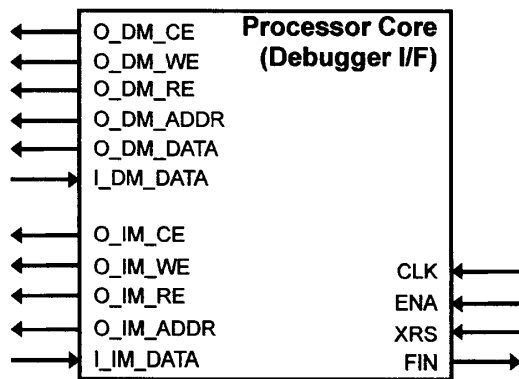 Processor Core
(Debugger I/F)
O_DM_CE
O_DM_WE
O_DM_RE
O_DM_ADDR
O_DM_DATA
I_DM_DATA
O_IM_CE
O_IM_WE
O_IM_RE
O_IM_ADDR
I_IM_DATA
CLK
ENA
XRS
FIN